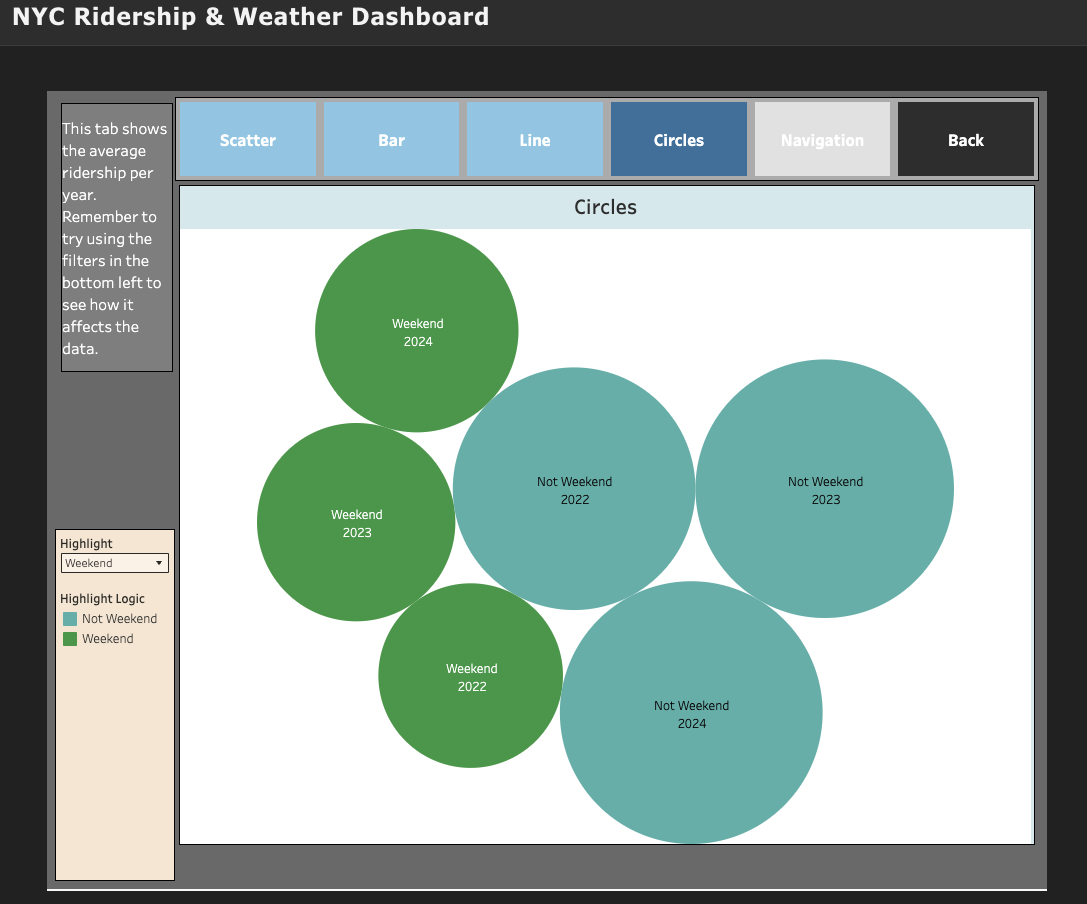 NYC Ridership & Weather Dashboard
This tab shows
the average
ridership per
year.
Remember to
try using the
filters in the
bottom left to
see how it
affects the
data.
Scatter
Bar
Line
Circles
Navigation
Back
Circles
Weekend
2024
Not Weekend
2022
Not Weekend
2023
Weekend
2023
Weekend
2022
Not Weekend
2024
Highlight
Weekend
Highlight Logic
Not Weekend
Weekend